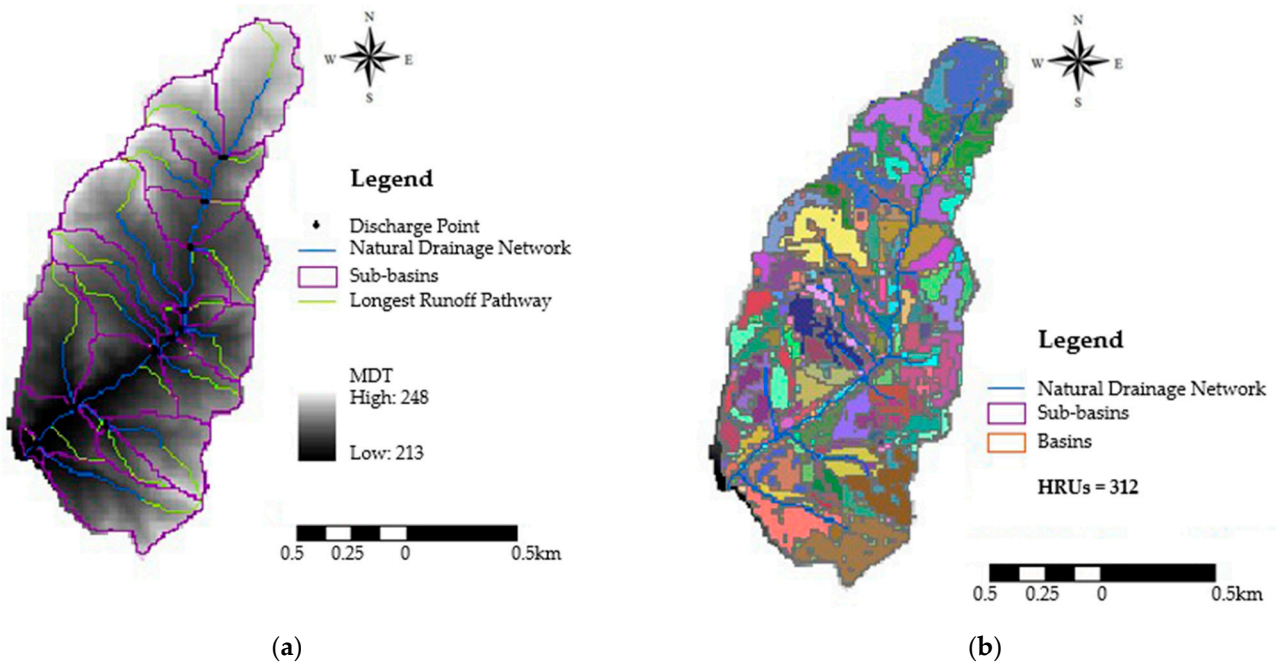 N
W E
S
Legend
Discharge Point
Natural Drainage Network
Sub-basins
Longest Runoff Pathway
MDT
High: 248
Low: 213
0.5 0.25 0 0.5km
(a)
N
W E
S
Legend
Natural Drainage Network
Sub-basins
Basins
HRUs = 312
0.5 0.25 0 0.5km
(b)